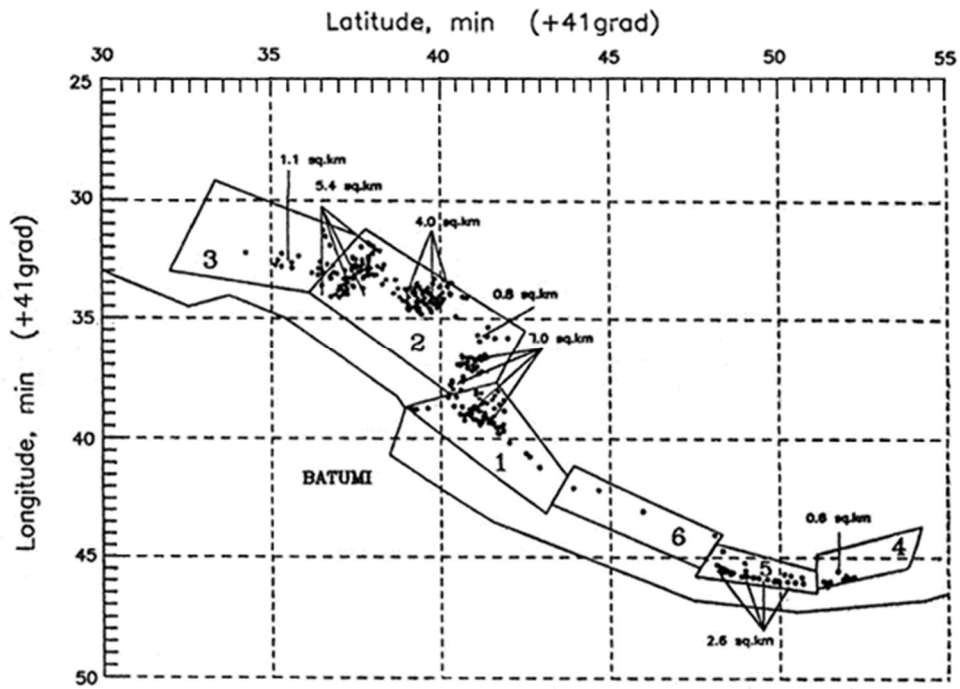 Latitude, min (+41grad)
30 35 40 45 50 55
Longitude, min (+41grad)
25
30
35
40
45
50
1.1 sq.km
5.4 sq.km
4.0 sq.km
3
0.8 sq.km
2
7.0 sq.km
1
BATUMI
0.6 sq.km
6
4
5
2.6 sq.km